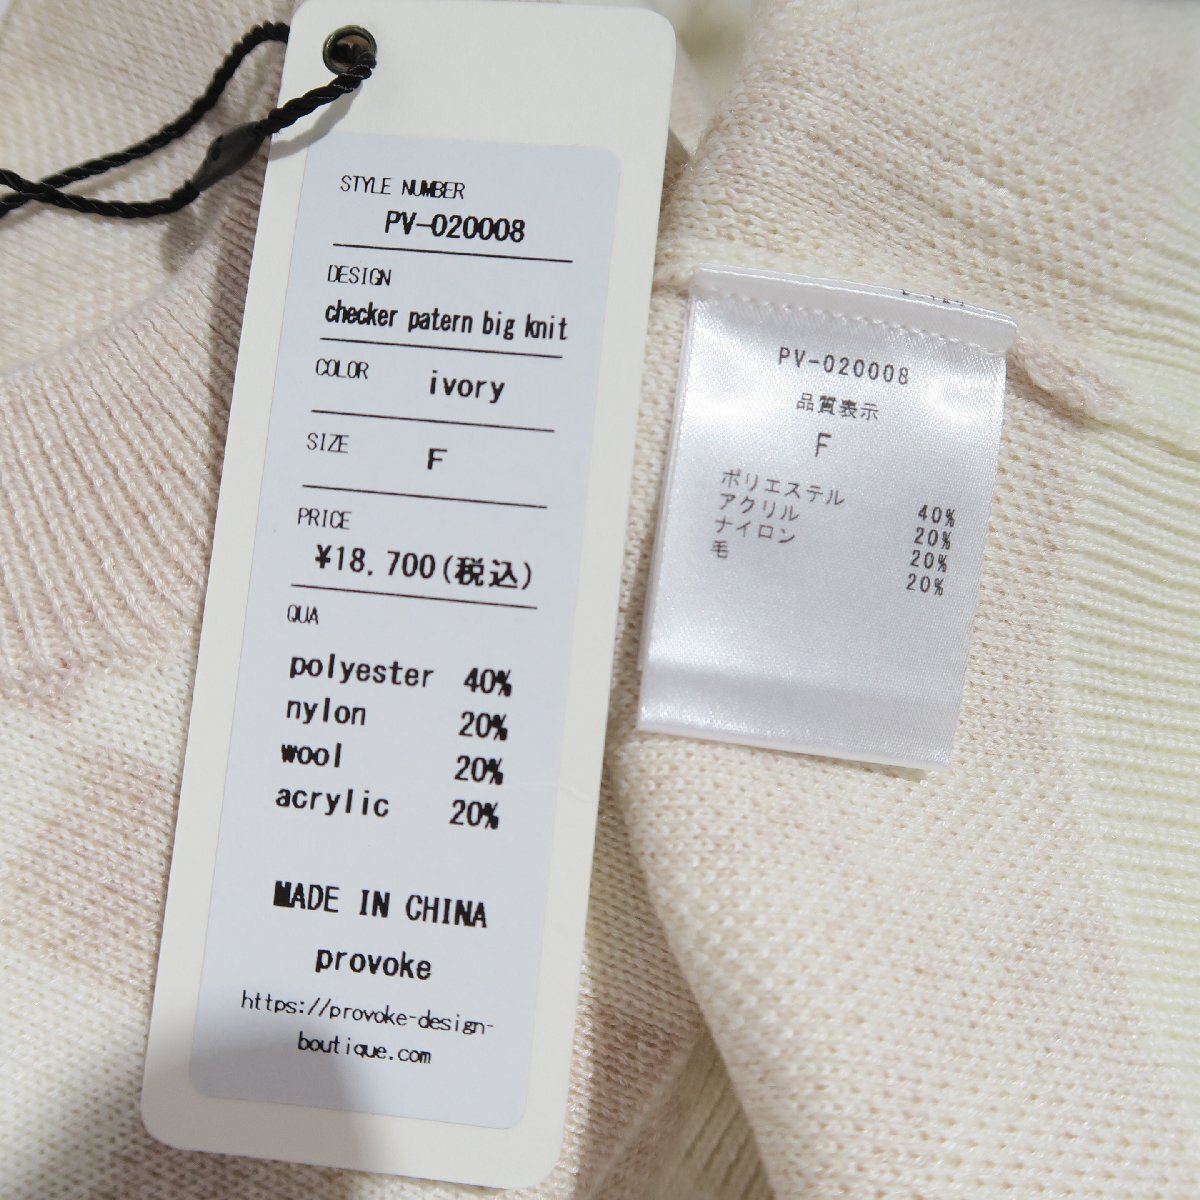 STYLE NUMBER
PV-020008
DESIGN
checker patern big knit
COLOR ivory
SIZE F
PRICE
¥18,700(税込)
QUA
polyester 40%
nylon 20%
wool 20%
acrylic 20%
MADE IN CHINA
provoke
https://provoke-design-
boutique.com
PV-020008
品質表示
F
ポリエステル 40%
アクリル 20%
ナイロン 20%
毛 20%